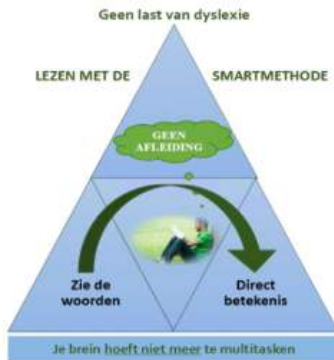 Geen last van dyslexie
LEZEN MET DE SMARTMETHODE
GEEN
AFLEIDING
Zie de
woorden
Direct
betekenis
Je brein hoeft niet meer te multitasken